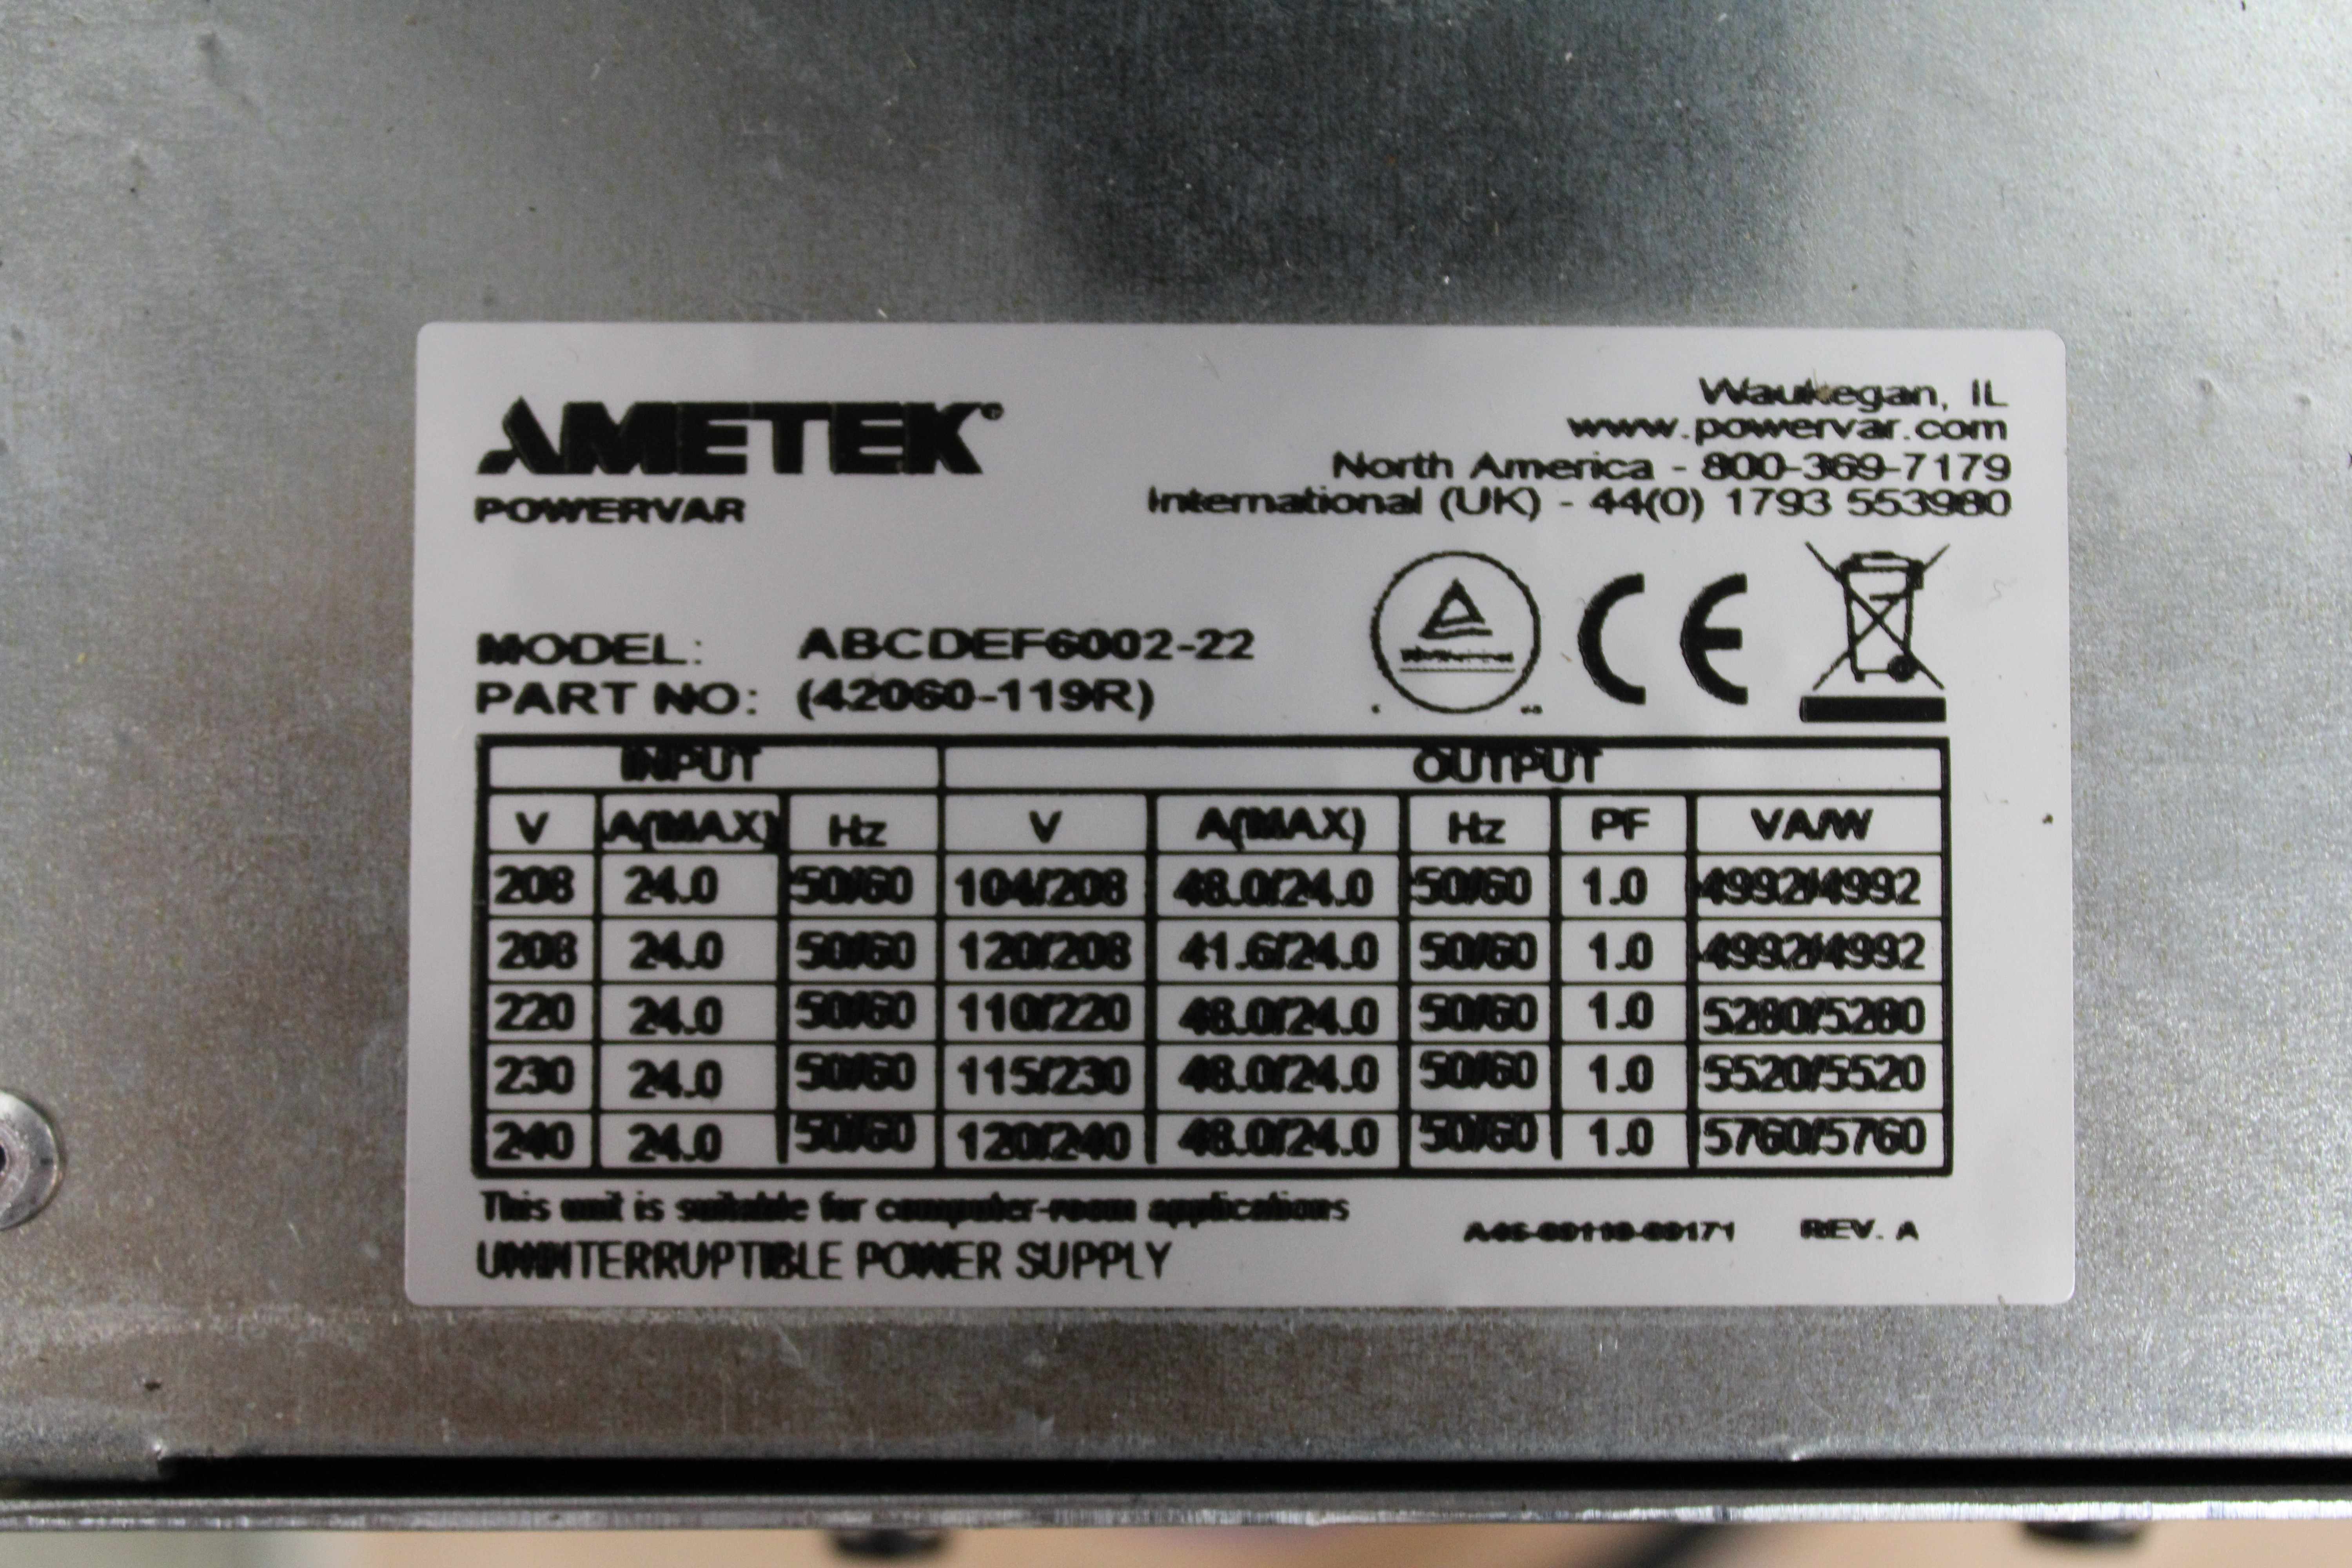 AMETEK®
POWERVAR
Waukegan, IL
www.powervar.com
North America - 800-369-7179
International (UK) - 44(0) 1793 553980
MODEL: ABCDEF6002-22
PART NO: (42060-119R)
CE
INPUT OUTPUT
V A(MAX) Hz V A(MAX) Hz PF VA/W
208 24.0 50/60 104/208 48.0/24.0 50/60 1.0 4992/4992
208 24.0 50/60 120/208 41.6/24.0 50/60 1.0 4992/4992
220 24.0 50/60 110/220 48.0/24.0 50/60 1.0 5280/5280
230 24.0 50/60 115/230 48.0/24.0 50/60 1.0 5520/5520
240 24.0 50/60 120/240 48.0/24.0 50/60 1.0 5760/5760
This unit is suitable for computer-room applications
UNINTERRUPTIBLE POWER SUPPLY
REV. A